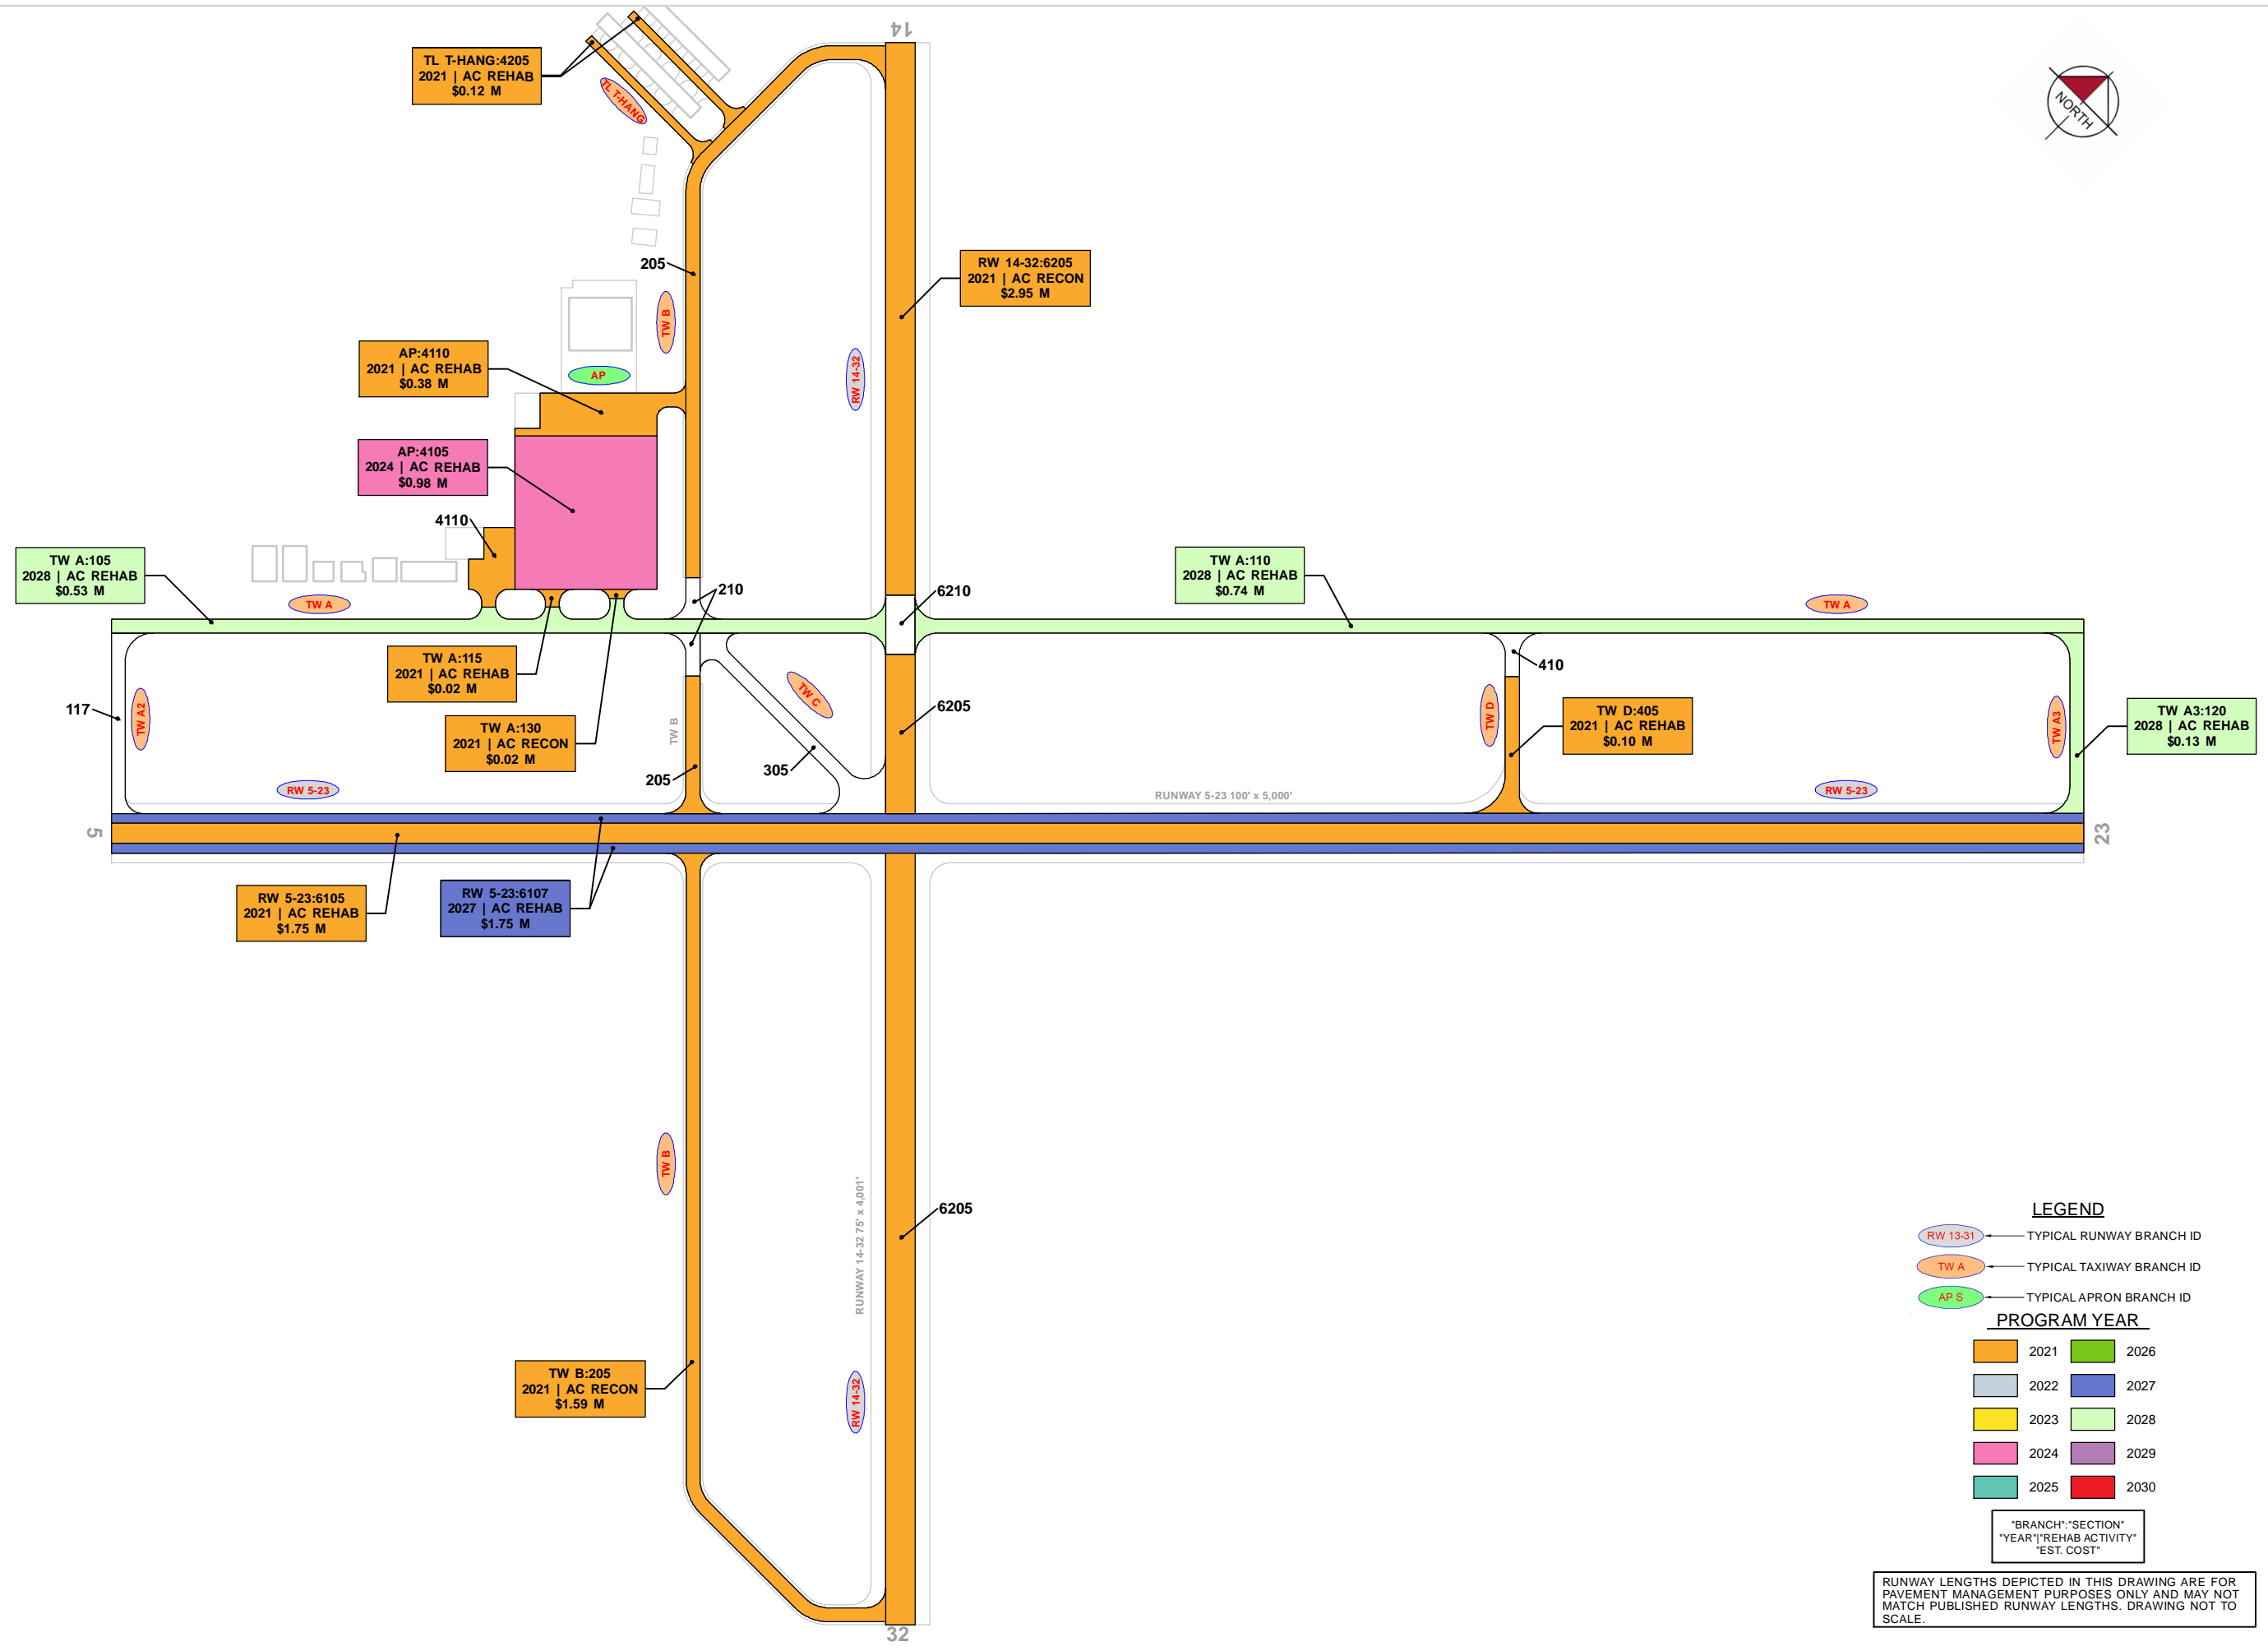 14
TL T-HANG:4205
2021 | AC REHAB
$0.12 M
TL T-HANG
NORTH
205
RW 14-32:6205
2021 | AC RECON
$2.95 M
TW B
RW 14-32
AP:4110
2021 | AC REHAB
$0.38 M
AP
AP:4105
2024 | AC REHAB
$0.98 M
4110
TW A:105
2028 | AC REHAB
$0.53 M
TW A
210
6210
TW A:110
2028 | AC REHAB
$0.74 M
TW A
TW A:115
2021 | AC REHAB
$0.02 M
TW C
410
117
TW A2
TW A:130
2021 | AC RECON
$0.02 M
TW B
6205
TW D
TW D:405
2021 | AC REHAB
$0.10 M
TW A3
TW A3:120
2028 | AC REHAB
$0.13 M
205
305
RW 5-23
RUNWAY 5-23 100' x 5,000'
RW 5-23
5
23
RW 5-23:6105
2021 | AC REHAB
$1.75 M
RW 5-23:6107
2027 | AC REHAB
$1.75 M
TW B
RUNWAY 14-32 75' x 4,001'
6205
TW B:205
2021 | AC RECON
$1.59 M
RW 14-32
32
LEGEND
RW 13-31 TYPICAL RUNWAY BRANCH ID
TW A TYPICAL TAXIWAY BRANCH ID
AP S TYPICAL APRON BRANCH ID
PROGRAM YEAR
2021 2026
2022 2027
2023 2028
2024 2029
2025 2030
"BRANCH":"SECTION"
"YEAR"|"REHAB ACTIVITY"
"EST. COST"
RUNWAY LENGTHS DEPICTED IN THIS DRAWING ARE FOR
PAVEMENT MANAGEMENT PURPOSES ONLY AND MAY NOT
MATCH PUBLISHED RUNWAY LENGTHS. DRAWING NOT TO
SCALE.